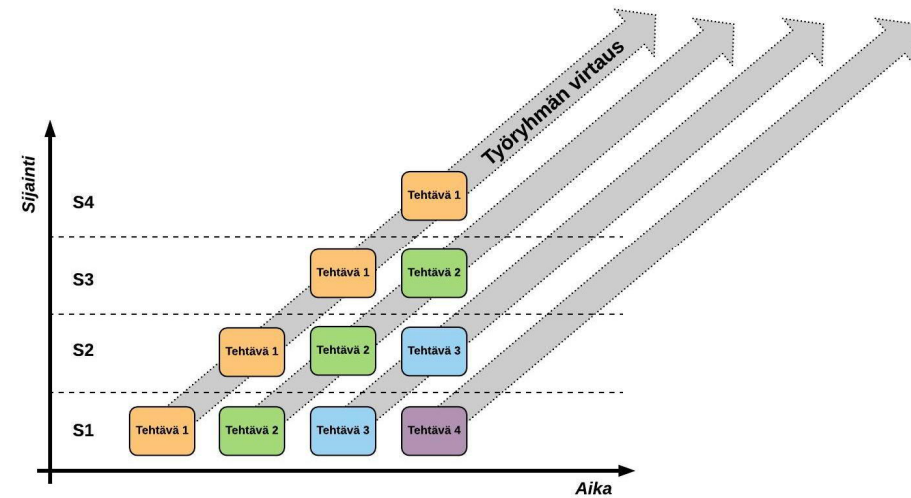 Työryhmän virtaus
Sijainti
S4
Tehtävä 1
S3
Tehtävä 1
Tehtävä 2
S2
Tehtävä 1
Tehtävä 2
Tehtävä 3
S1
Tehtävä 1
Tehtävä 2
Tehtävä 3
Tehtävä 4
Aika